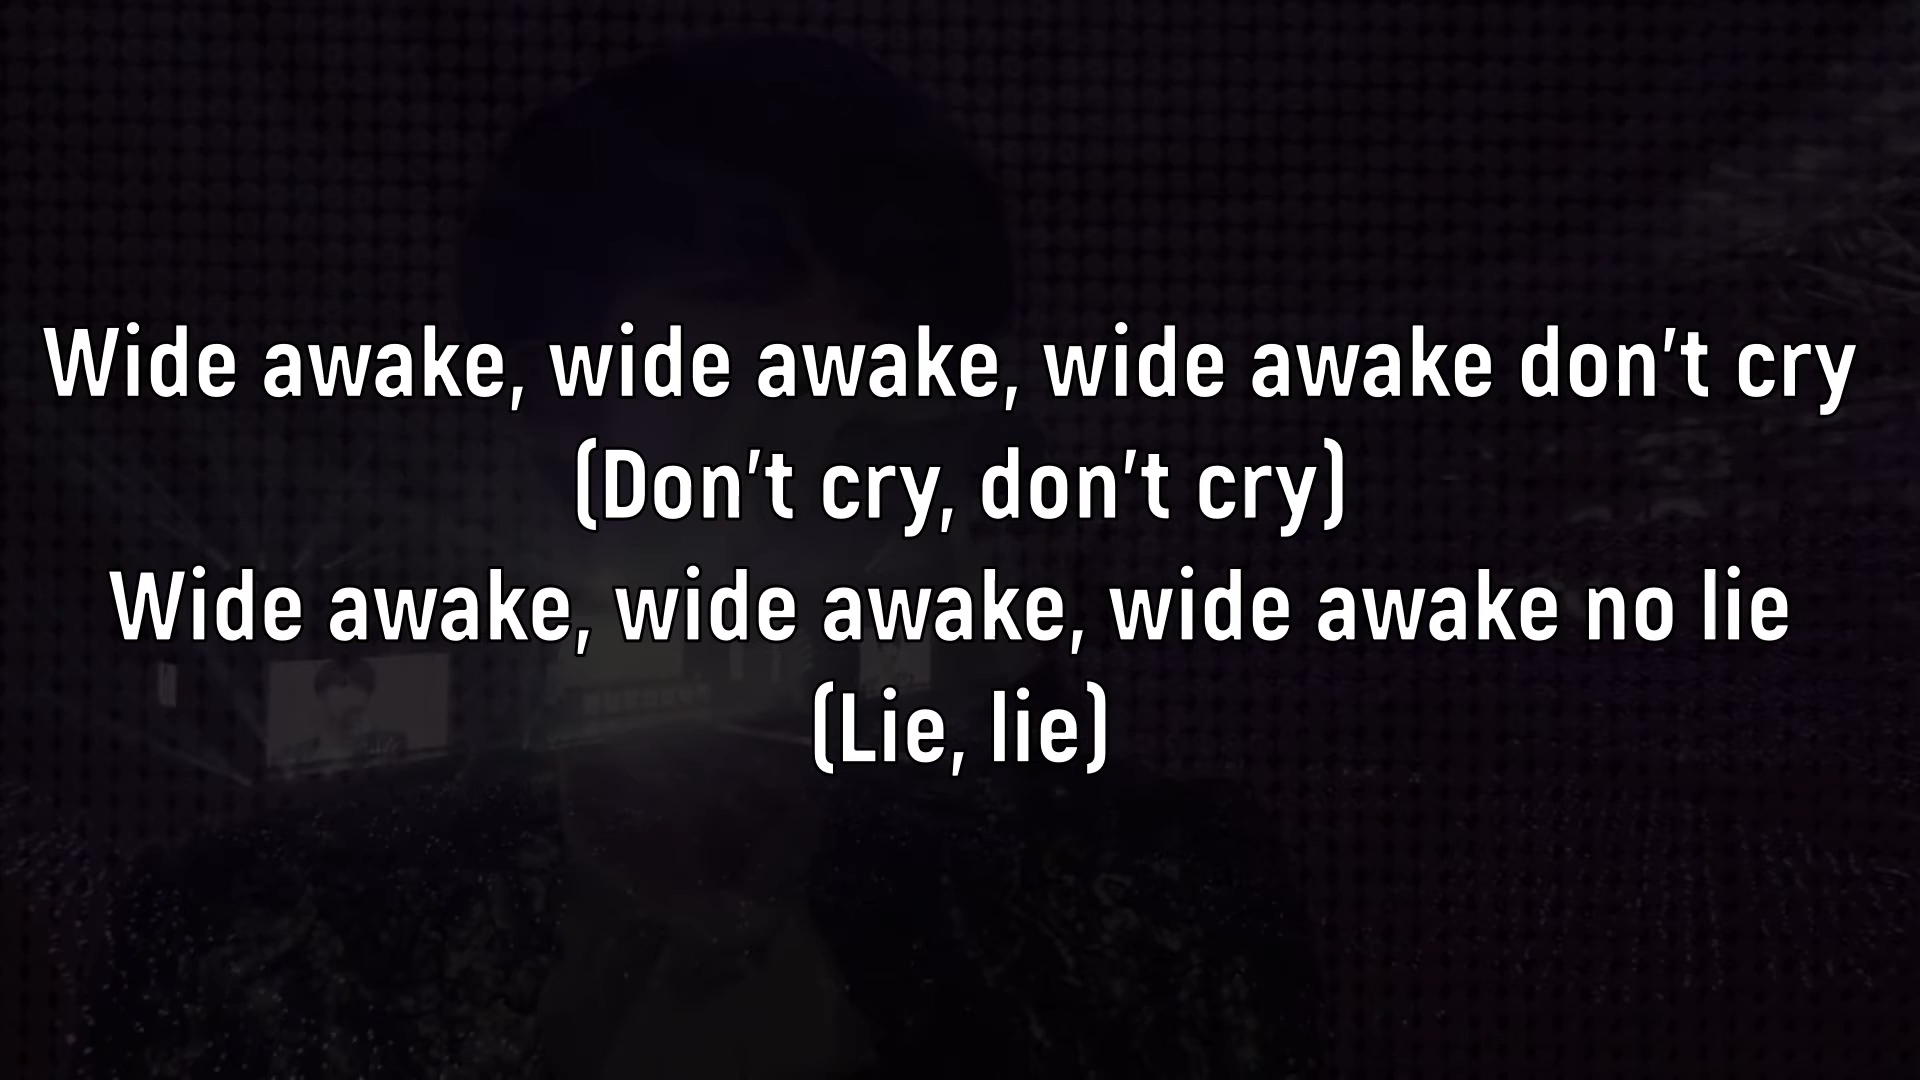 Wide awake, wide awake, wide awake don't cry
(Don't cry, don't cry)
Wide awake, wide awake, wide awake no lie
(Lie, lie)